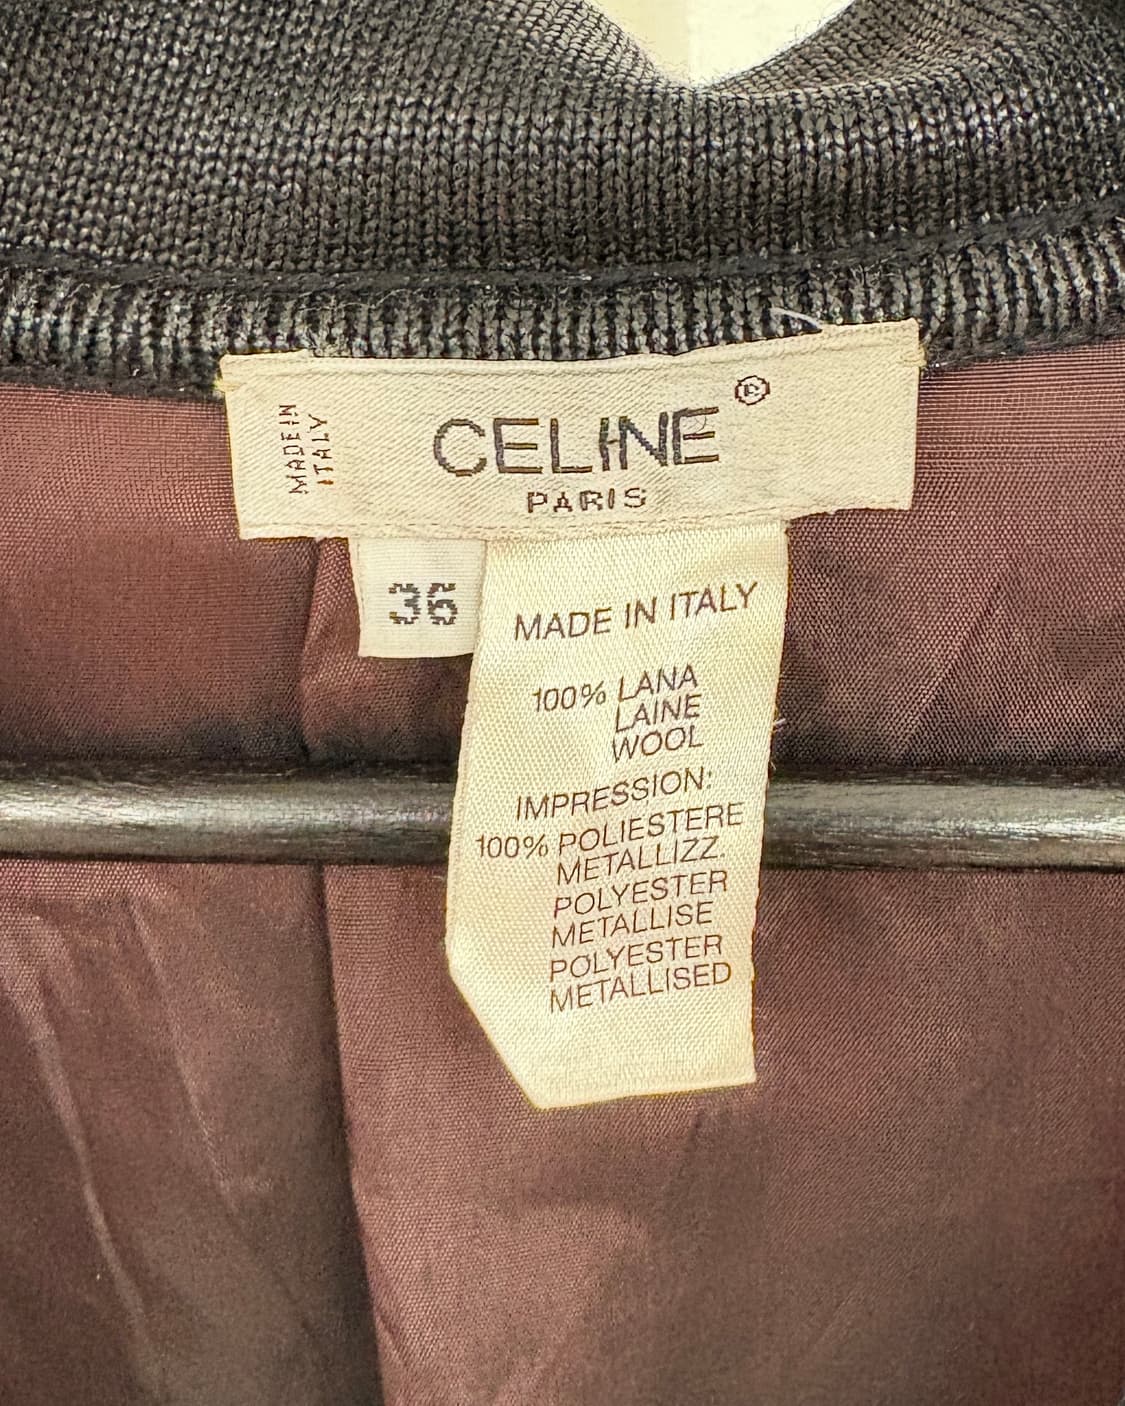 MADE IN
ITALY
CELINE®
PARIS
36
MADE IN ITALY
100% LANA
LAINE
WOOL
IMPRESSION:
100% POLIESTERE
METALLIZZ.
POLYESTER
METALLISE
POLYESTER
METALLISED